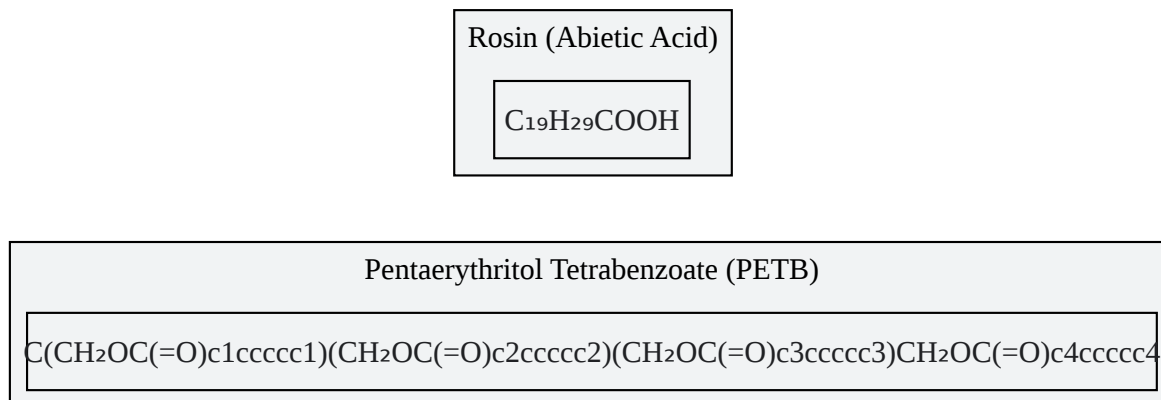 Rosin (Abietic Acid)
C₁₉H₂₉COOH
Pentaerythritol Tetrabenzoate (PETB)
C(CH₂OC(=O)c1ccccc1)(CH₂OC(=O)c2ccccc2)(CH₂OC(=O)c3ccccc3)CH₂OC(=O)c4ccccc4